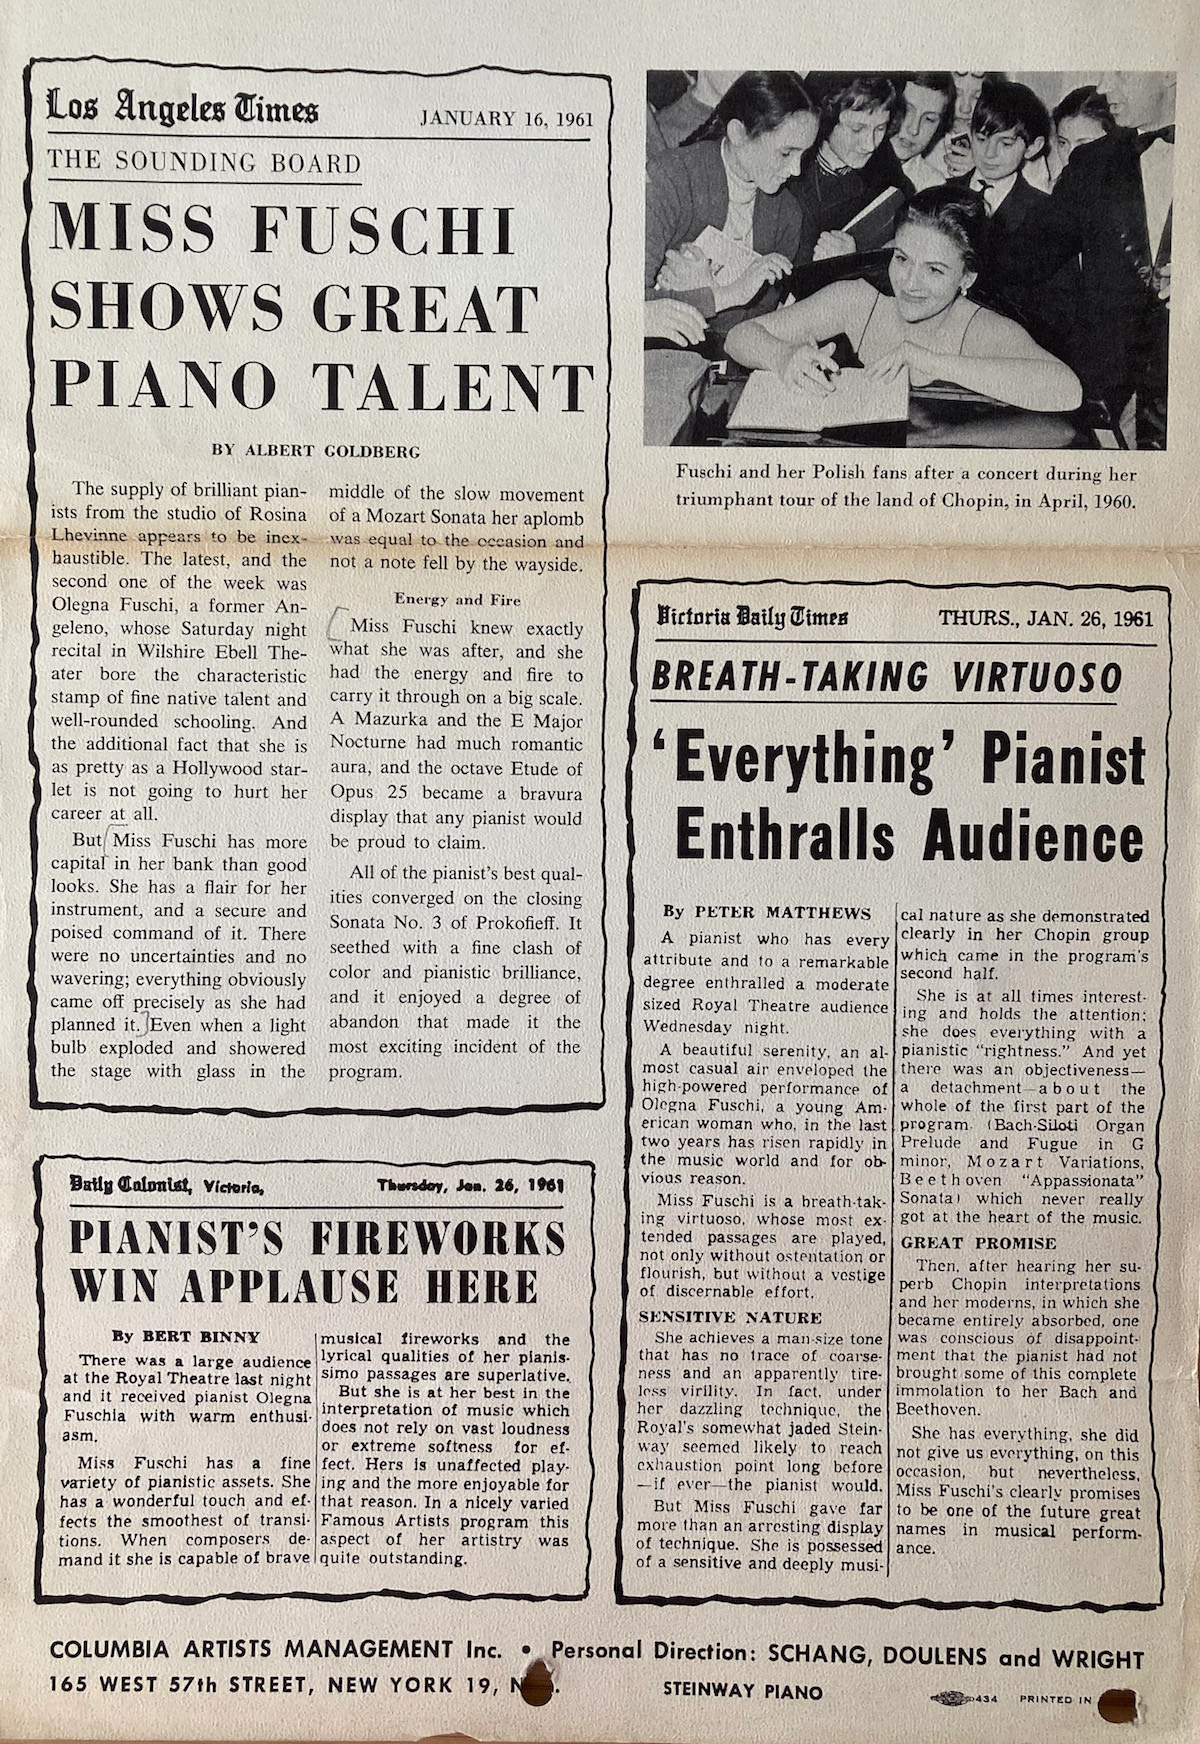 Los Angeles Times
JANUARY 16, 1961
THE SOUNDING BOARD
MISS FUSCHI
SHOWS GREAT
PIANO TALENT
BY ALBERT GOLDBERG
The supply of brilliant pian-
ists from the studio of Rosina
Lhevinne appears to be inex-
haustible. The latest, and the
second one of the week was
Olegna Fuschi, a former An-
geleno, whose Saturday night
recital in Wilshire Ebell The-
ater bore the characteristic
stamp of fine native talent and
well-rounded schooling. And
the additional fact that she is
as pretty as a Hollywood star-
let is not going to hurt her
career at all.
But Miss Fuschi has more
capital in her bank than good
looks. She has a flair for her
instrument, and a secure and
poised command of it. There
were no uncertainties and no
wavering; everything obviously
came off precisely as she had
planned it. Even when a light
bulb exploded and showered
the stage with glass in the
middle of the slow movement
of a Mozart Sonata her aplomb
was equal to the occasion and
not a note fell by the wayside.
Energy and Fire
Miss Fuschi knew exactly
what she was after, and she
had the energy and fire to
carry it through on a big scale.
A Mazurka and the E Major
Nocturne had much romantic
aura, and the octave Etude of
Opus 25 became a bravura
display that any pianist would
be proud to claim.
All of the pianist's best qual-
ities converged on the closing
Sonata No. 3 of Prokofieff. It
seethed with a fine clash of
color and pianistic brilliance,
and it enjoyed a degree of
abandon that made it the
most exciting incident of the
program.
Fuschi and her Polish fans after a concert during her
triumphant tour of the land of Chopin, in April, 1960.
Victoria Daily Times
THURS., JAN. 26, 1961
BREATH-TAKING VIRTUOSO
'Everything' Pianist
Enthralls Audience
By PETER MATTHEWS
A pianist who has every
attribute and to a remarkable
degree enthralled a moderate
sized Royal Theatre audience
Wednesday night.
A beautiful serenity, an al-
most casual air enveloped the
high-powered performance of
Olegna Fuschi, a young Am-
erican woman who, in the last
two years has risen rapidly in
the music world and for ob-
vious reason.
Miss Fuschi is a breath-tak-
ing virtuoso, whose most ex-
tended passages are played,
not only without ostentation or
flourish, but without a vestige
of discernable effort.
SENSITIVE NATURE
She achieves a man-size tone
that has no trace of coarse-
ness and an apparently tire-
less virility. In fact, under
her dazzling technique, the
Royal's somewhat jaded Stein-
way seemed likely to reach
exhaustion point long before
—if ever—the pianist would.
But Miss Fuschi gave far
more than an arresting display
of technique. She is possessed
of a sensitive and deeply musi-
cal nature as she demonstrated
clearly in her Chopin group
which came in the program's
second half.
She is at all times interest-
ing and holds the attention;
she does everything with a
pianistic "rightness." And yet
there was an objectiveness—
a detachment—about the
whole of the first part of the
program. (Bach-Siloti Organ
Prelude and Fugue in G
minor, Mozart Variations,
Beethoven "Appassionata"
Sonata) which never really
got at the heart of the music.
GREAT PROMISE
Then, after hearing her su-
perb Chopin interpretations
and her moderns, in which she
became entirely absorbed, one
was conscious of disappoint-
ment that the pianist had not
brought some of this complete
immolation to her Bach and
Beethoven.
She has everything, she did
not give us everything, on this
occasion, but nevertheless,
Miss Fuschi's clearly promises
to be one of the future great
names in musical perform-
ance.
Daily Colonist, Victoria,
Thursday, Jan. 26, 1961
PIANIST'S FIREWORKS
WIN APPLAUSE HERE
By BERT BINNY
There was a large audience
at the Royal Theatre last night
and it received pianist Olegna
Fuschia with warm enthusi-
asm.
Miss Fuschi has a fine
variety of pianistic assets. She
has a wonderful touch and ef-
fects the smoothest of transi-
tions. When composers de-
mand it she is capable of brave
musical fireworks and the
lyrical qualities of her pianis-
simo passages are superlative.
But she is at her best in the
interpretation of music which
does not rely on vast loudness
or extreme softness for ef-
fect. Hers is unaffected play-
ing and the more enjoyable for
that reason. In a nicely varied
Famous Artists program this
aspect of her artistry was
quite outstanding.
COLUMBIA ARTISTS MANAGEMENT Inc. • Personal Direction: SCHANG, DOULENS and WRIGHT
165 WEST 57th STREET, NEW YORK 19, N
STEINWAY PIANO
434 PRINTED IN